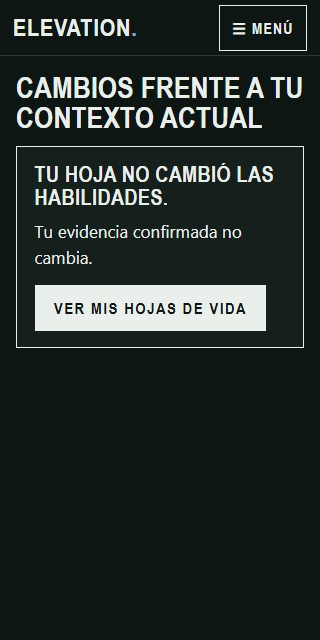 ELEVATION.
☰ MENÚ
CAMBIOS FRENTE A TU
CONTEXTO ACTUAL
TU HOJA NO CAMBIÓ LAS
HABILIDADES.
Tu evidencia confirmada no
cambia.
VER MIS HOJAS DE VIDA